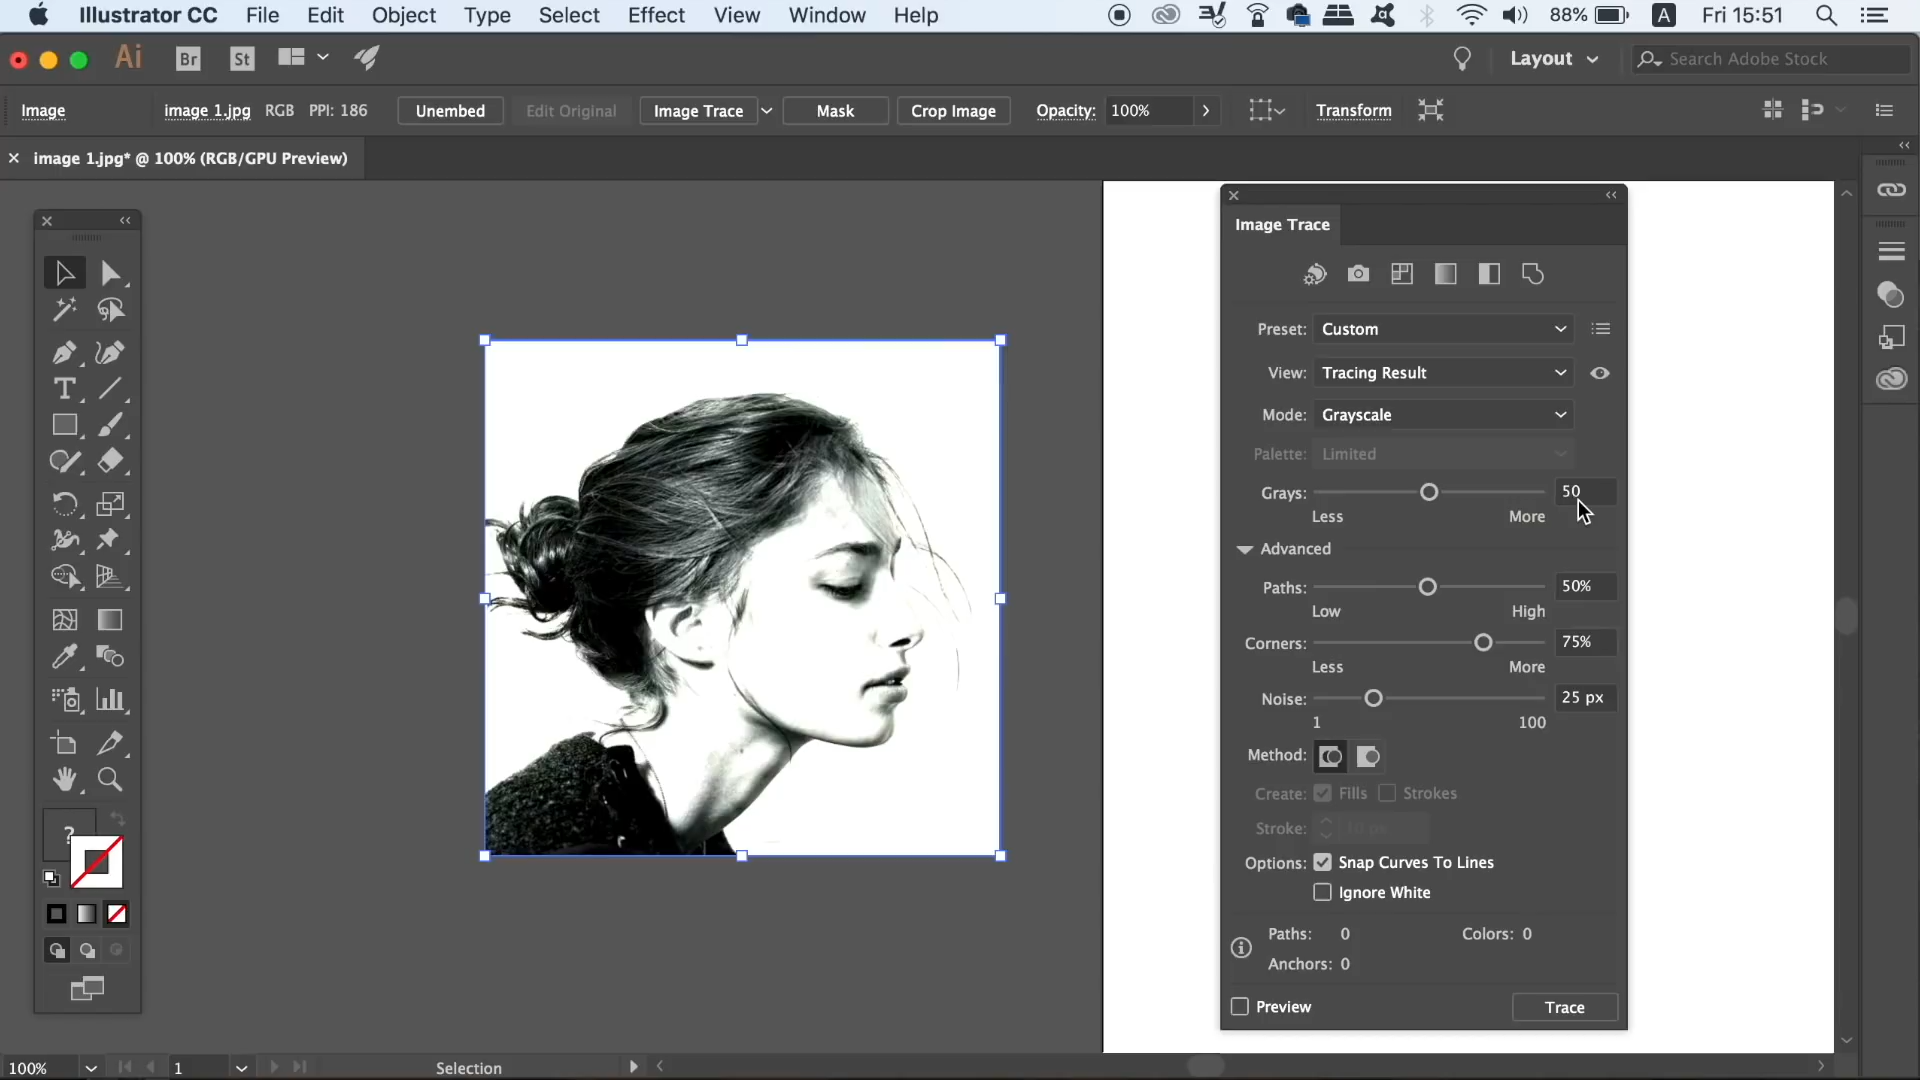 Illustrator CC File Edit Object Type Select Effect View Window Help 88% A Fri 15:51
Ai Br St Layout Search Adobe Stock
Image image 1.jpg RGB PPI: 186 Unembed Edit Original Image Trace Mask Crop Image Opacity: 100% Transform
image 1.jpg* @ 100% (RGB/GPU Preview)
Image Trace
Preset: Custom
View: Tracing Result
Mode: Grayscale
Palette: Limited
Grays: 50
Less More
Advanced
Paths: 50%
Low High
Corners: 75%
Less More
Noise: 25 px
1 100
Method:
Create: Fills Strokes
Stroke:
?
Options: Snap Curves To Lines
Ignore White
Paths: 0 Colors: 0
Anchors: 0
Preview Trace
100% 1 Selection